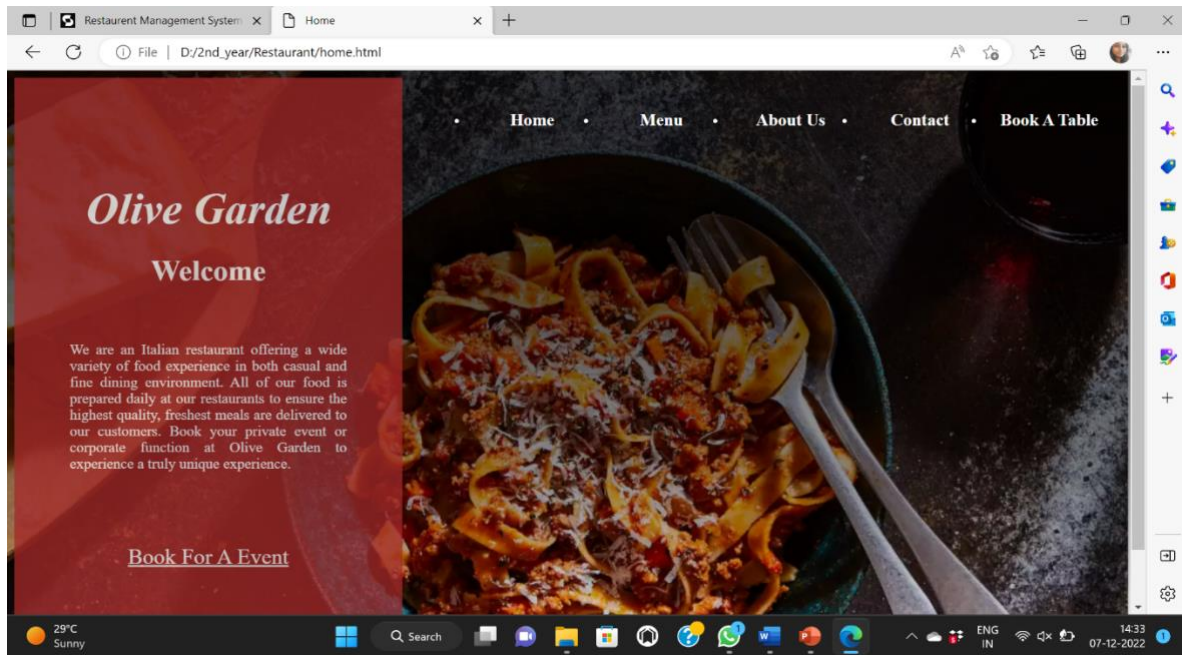 Restaurent Management System
Home
File | D:/2nd_year/Restaurant/home.html
• Home • Menu • About Us • Contact • Book A Table
Olive Garden
Welcome
We are an Italian restaurant offering a wide
variety of food experience in both casual and
fine dining environment. All of our food is
prepared daily at our restaurants to ensure the
highest quality, freshest meals are delivered to
our customers. Book your private event or
corporate function at Olive Garden to
experience a truly unique experience.
Book For A Event
29°C
Sunny
Search
ENG
IN
14:33
07-12-2022
1